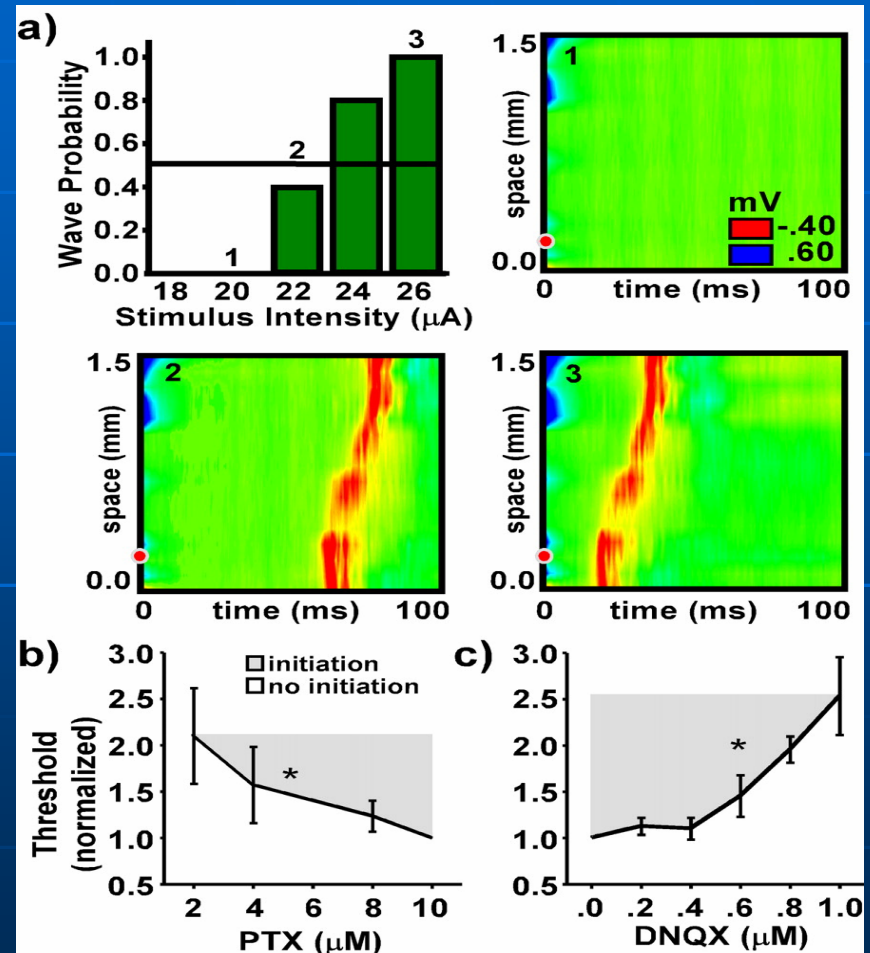 a)
Wave Probability
1.0
0.8
0.6
0.4
0.2
0.0
1
2
3
18 20 22 24 26
Stimulus Intensity (μA)
1.5
1
space (mm)
mV
-.40
.60
0.0
0 time (ms) 100
1.5
2
space (mm)
0.0
0 time (ms) 100
1.5
3
space (mm)
0.0
0 time (ms) 100
b)
Threshold
(normalized)
3.0
2.5
2.0
1.5
1.0
0.5
initiation
no initiation
*
2 4 6 8 10
PTX (μM)
c)
3.0
2.5
2.0
1.5
1.0
0.5
*
.0 .2 .4 .6 .8 1.0
DNQX (μM)